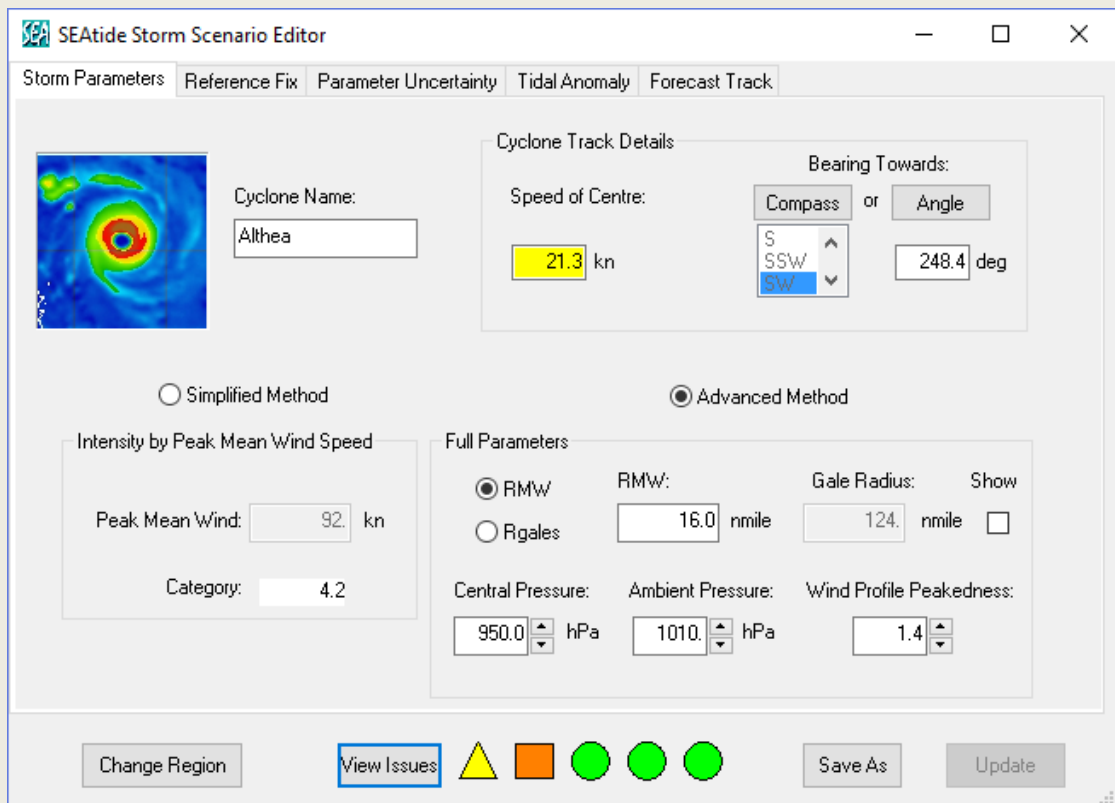 SEA SEAtide Storm Scenario Editor
Storm Parameters Reference Fix Parameter Uncertainty Tidal Anomaly Forecast Track
Cyclone Track Details
Bearing Towards:
Cyclone Name:
Speed of Centre:
Compass or Angle
Althea
21.3 kn
S
SSW
SW
248.4 deg
Simplified Method
Advanced Method
Intensity by Peak Mean Wind Speed
Peak Mean Wind: 92. kn
Category: 4.2
Full Parameters
RMW
Rgales
RMW:
16.0 nmile
Gale Radius:
124. nmile
Show
Central Pressure:
950.0 hPa
Ambient Pressure:
1010. hPa
Wind Profile Peakedness:
1.4
Change Region
View Issues
Save As
Update